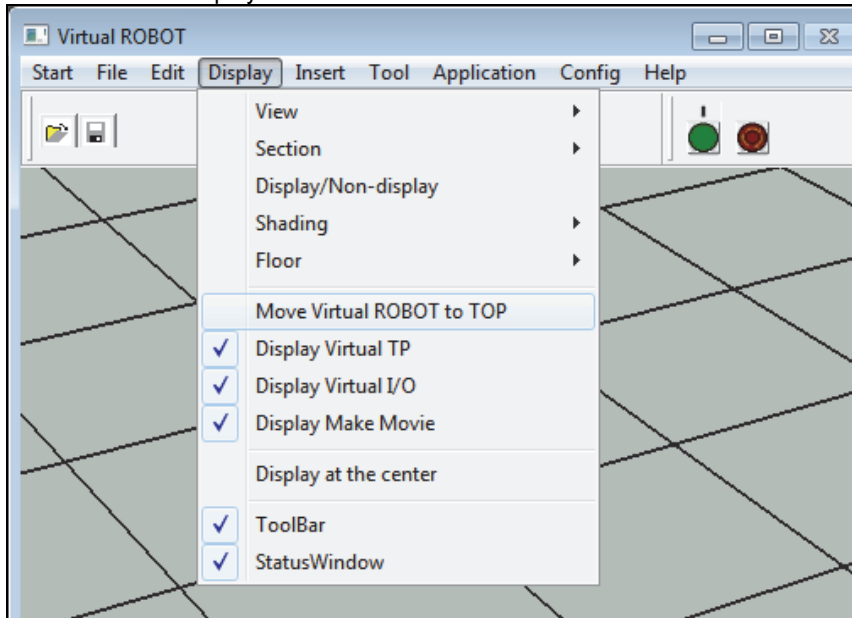 Virtual ROBOT
Start File Edit Display Insert Tool Application Config Help
View
Section
Display/Non-display
Shading
Floor
Move Virtual ROBOT to TOP
Display Virtual TP
Display Virtual I/O
Display Make Movie
Display at the center
ToolBar
StatusWindow